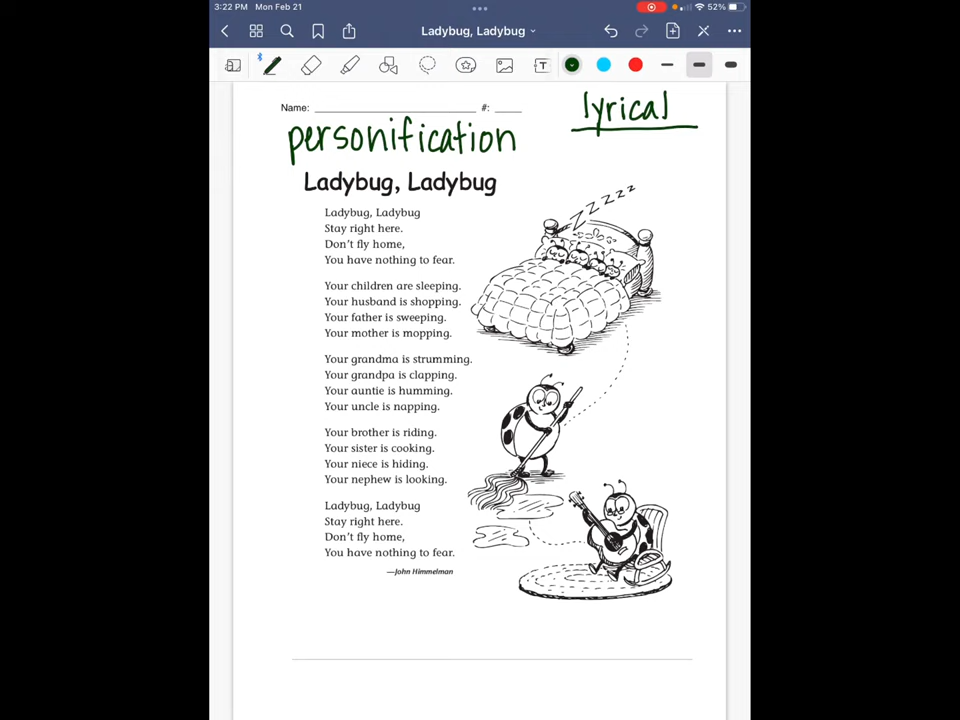 3:22 PM Mon Feb 21
52%
Ladybug, Ladybug
T
Name: #:
lyrical
personification
Ladybug, Ladybug
Ladybug, Ladybug
Stay right here.
Don't fly home,
You have nothing to fear.
Your children are sleeping.
Your husband is shopping.
Your father is sweeping.
Your mother is mopping.
Your grandma is strumming.
Your grandpa is clapping.
Your auntie is humming.
Your uncle is napping.
Your brother is riding.
Your sister is cooking.
Your niece is hiding.
Your nephew is looking.
Ladybug, Ladybug
Stay right here.
Don't fly home,
You have nothing to fear.
—John Himmelman
ZZZzzz